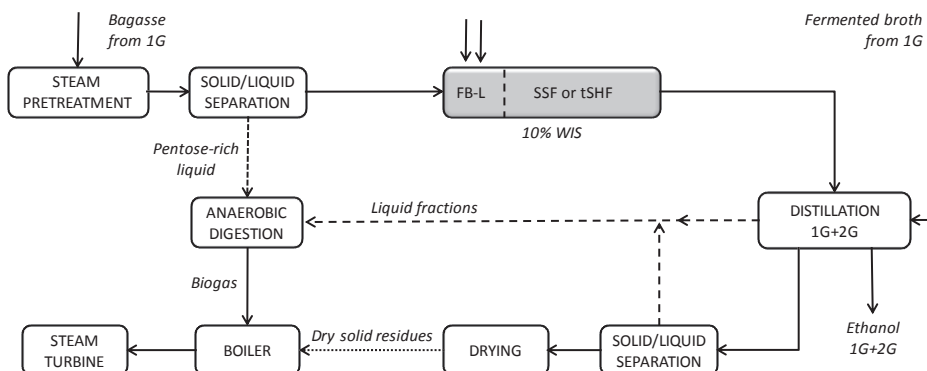 Bagasse
from 1G
Fermented broth
from 1G
STEAM
PRETREATMENT
SOLID/LIQUID
SEPARATION
FB-L
SSF or tSHF
10% WIS
Pentose-rich
liquid
ANAEROBIC
DIGESTION
Liquid fractions
DISTILLATION
1G+2G
Biogas
Ethanol
1G+2G
STEAM
TURBINE
BOILER
Dry solid residues
DRYING
SOLID/LIQUID
SEPARATION